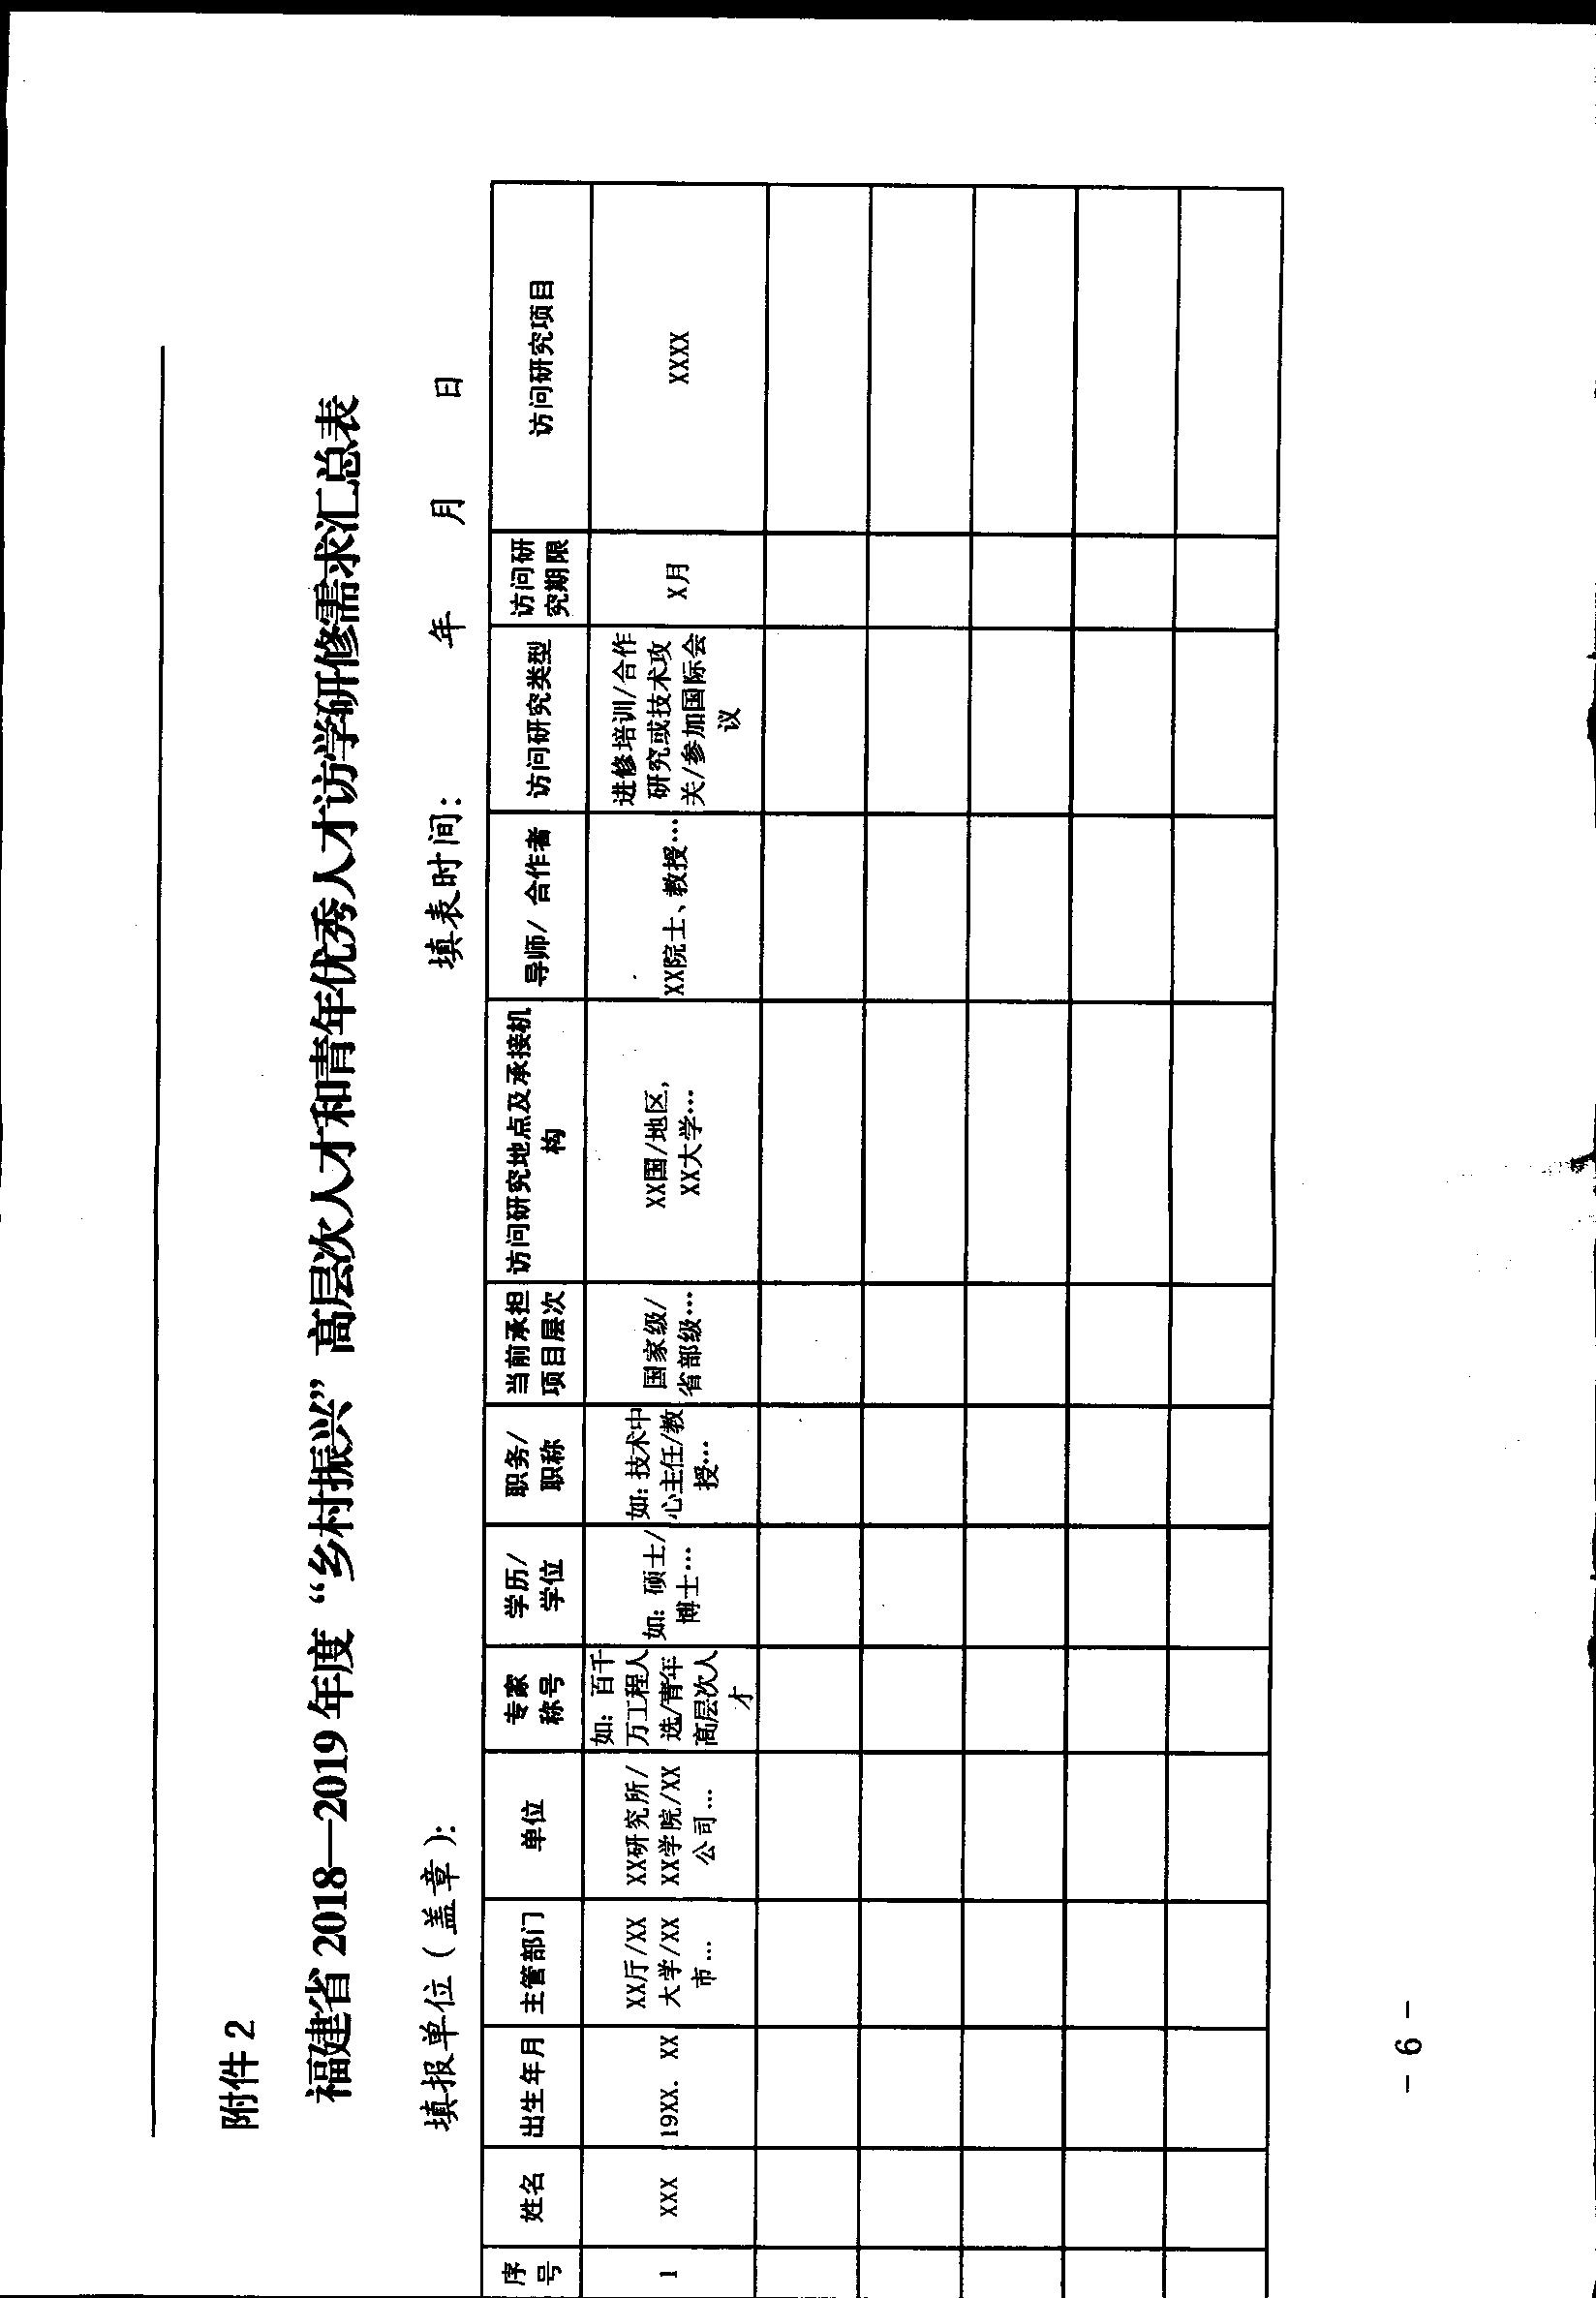 附件2
福建省2018—2019年度“乡村振兴”高层次人才和青年优秀人才访学研修需求汇总表
填报单位(盖章): 填表时间: 年 月 日
序
号
姓名
出生年月
主管部门
单位
专家
称号
学历/
学位
职务/
职称
当前承担
项目层次
访问研究地点及承接机
构
导师/ 合作者
访问研究类型
访问研
究期限
访问研究项目
1
XXX
19XX. XX
XX厅/XX
大学/XX
市…
XX研究所/
XX学院/XX
公司…
如: 百千
万工程人
选/青年
高层次人
才
如: 硕士/
博士…
如: 技术中
心主任/教
授…
国家级/
省部级…
XX国/地区,
XX大学…
XX院士、教授…
进修培训/合作
研究或技术攻
关/参加国际会
议
X月
XXXX
- 6 -